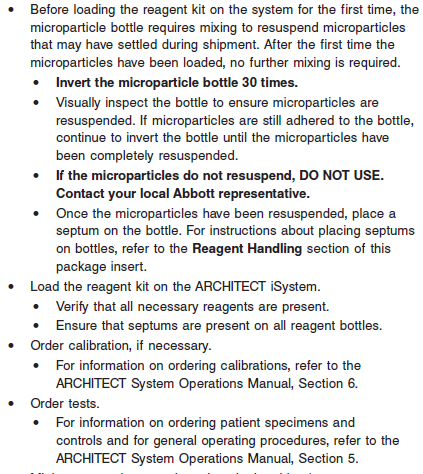 • Before loading the reagent kit on the system for the first time, the
microparticle bottle requires mixing to resuspend microparticles
that may have settled during shipment. After the first time the
microparticles have been loaded, no further mixing is required.
• Invert the microparticle bottle 30 times.
• Visually inspect the bottle to ensure microparticles are
resuspended. If microparticles are still adhered to the bottle,
continue to invert the bottle until the microparticles have
been completely resuspended.
• If the microparticles do not resuspend, DO NOT USE.
Contact your local Abbott representative.
• Once the microparticles have been resuspended, place a
septum on the bottle. For instructions about placing septums
on bottles, refer to the Reagent Handling section of this
package insert.
• Load the reagent kit on the ARCHITECT iSystem.
• Verify that all necessary reagents are present.
• Ensure that septums are present on all reagent bottles.
• Order calibration, if necessary.
• For information on ordering calibrations, refer to the
ARCHITECT System Operations Manual, Section 6.
• Order tests.
• For information on ordering patient specimens and
controls and for general operating procedures, refer to the
ARCHITECT System Operations Manual, Section 5.